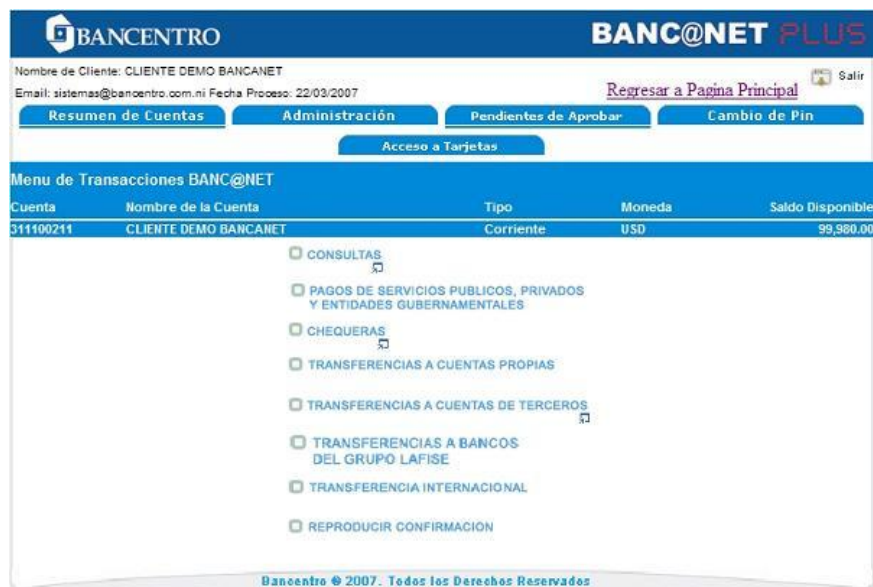 BANCENTRO
BANC@NET PLUS
Nombre de Cliente: CLIENTE DEMO BANCANET
Salir
Email: sistemas@bancentro.com.ni Fecha Proceso: 22/03/2007
Regresar a Pagina Principal
Resumen de Cuentas Administración Pendientes de Aprobar Cambio de Pin
Acceso a Tarjetas
Menu de Transacciones BANC@NET
Cuenta Nombre de la Cuenta Tipo Moneda Saldo Disponible
311100211 CLIENTE DEMO BANCANET Corriente USD 99,980.00
CONSULTAS
PAGOS DE SERVICIOS PUBLICOS, PRIVADOS
Y ENTIDADES GUBERNAMENTALES
CHEQUERAS
TRANSFERENCIAS A CUENTAS PROPIAS
TRANSFERENCIAS A CUENTAS DE TERCEROS
TRANSFERENCIAS A BANCOS
DEL GRUPO LAFISE
TRANSFERENCIA INTERNACIONAL
REPRODUCIR CONFIRMACION
Bancentro ® 2007. Todos los Derechos Reservados